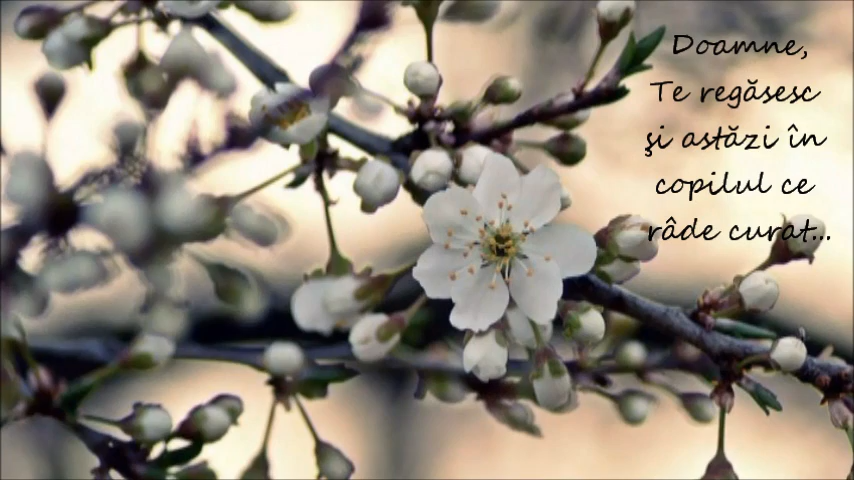 Doamne,
Te regăsesc
şi astăzi în
copilul ce
râde curat...